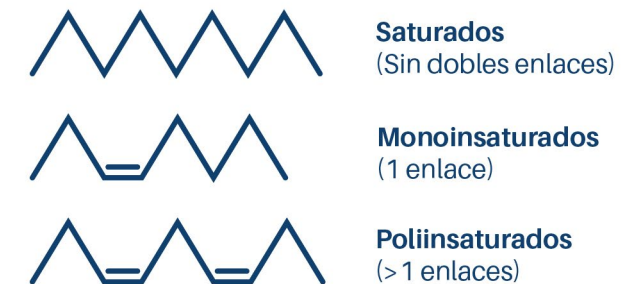 Saturados
(Sin dobles enlaces)
Monoinsaturados
(1 enlace)
Poliinsaturados
(>1 enlaces)